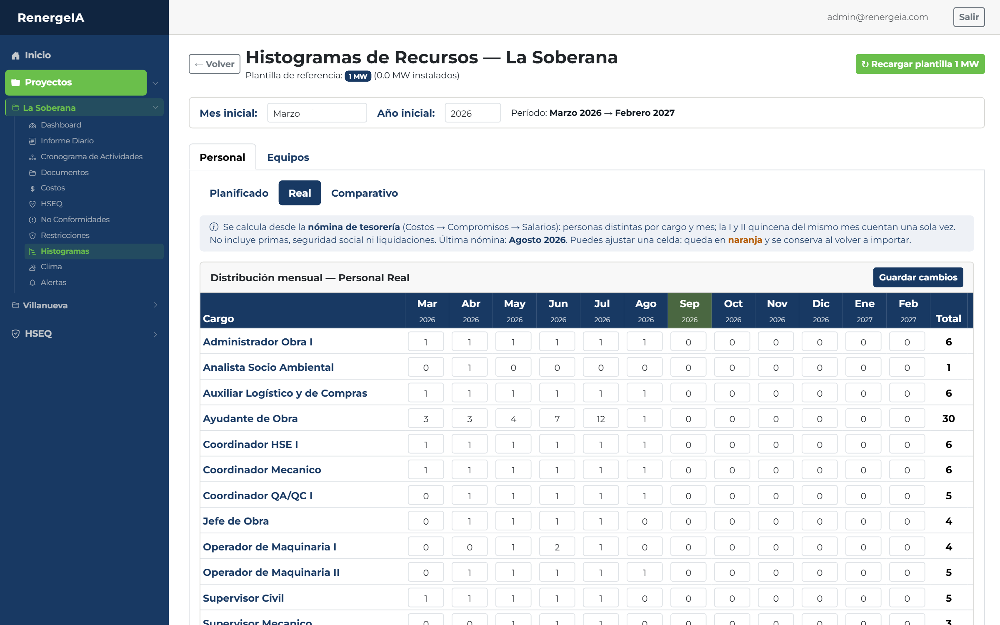 RenergeIA
admin@renergeia.com
Salir
Inicio
Proyectos
La Soberana
Dashboard
Informe Diario
Cronograma de Actividades
Documentos
Costos
HSEQ
No Conformidades
Restricciones
Histogramas
Clima
Alertas
Villanueva
HSEQ
← Volver
Histogramas de Recursos — La Soberana
Plantilla de referencia: 1 MW (0.0 MW instalados)
↻ Recargar plantilla 1 MW
Mes inicial: Marzo Año inicial: 2026 Período: Marzo 2026 → Febrero 2027
Personal Equipos
Planificado Real Comparativo
Se calcula desde la nómina de tesorería (Costos → Compromisos → Salarios): personas distintas por cargo y mes; la I y II quincena del mismo mes cuentan una sola vez.
No incluye primas, seguridad social ni liquidaciones. Última nómina: Agosto 2026. Puedes ajustar una celda: queda en naranja y se conserva al volver a importar.
Distribución mensual — Personal Real
Guardar cambios
Cargo Mar 2026 Abr 2026 May 2026 Jun 2026 Jul 2026 Ago 2026 Sep 2026 Oct 2026 Nov 2026 Dic 2026 Ene 2027 Feb 2027 Total
Administrador Obra I 1 1 1 1 1 1 0 0 0 0 0 0 6
Analista Socio Ambiental 0 1 0 0 0 0 0 0 0 0 0 0 1
Auxiliar Logístico y de Compras 1 1 1 1 1 1 0 0 0 0 0 0 6
Ayudante de Obra 3 3 4 7 12 1 0 0 0 0 0 0 30
Coordinador HSE I 1 1 1 1 1 1 0 0 0 0 0 0 6
Coordinador Mecanico 1 1 1 1 1 1 0 0 0 0 0 0 6
Coordinador QA/QC I 0 1 1 1 1 1 0 0 0 0 0 0 5
Jefe de Obra 0 1 1 1 1 0 0 0 0 0 0 0 4
Operador de Maquinaria I 0 0 1 2 1 0 0 0 0 0 0 0 4
Operador de Maquinaria II 0 1 1 1 1 1 0 0 0 0 0 0 5
Supervisor Civil 1 1 1 1 1 0 0 0 0 0 0 0 5
Supervisor Mecanico 0 0 1 1 1 0 0 0 0 0 0 0 3